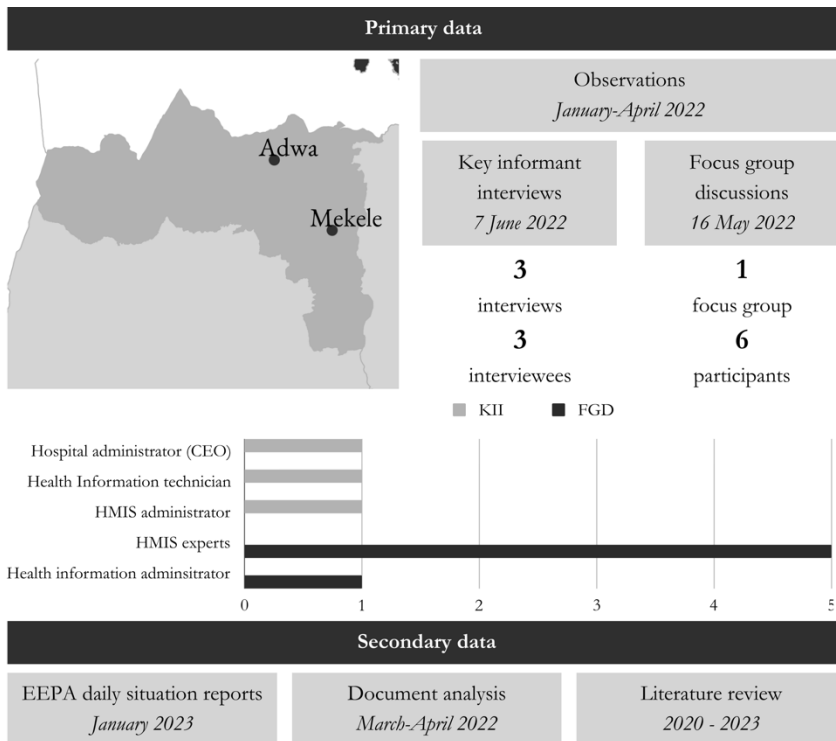 Primary data
Adwa
Mekele
Observations
January-April 2022
Key informant
interviews
7 June 2022
Focus group
discussions
16 May 2022
3
interviews
3
interviewees
1
focus group
6
participants
KII
FGD
Hospital administrator (CEO)
Health Information technician
HMIS administrator
HMIS experts
Health information adminsitrator
0 1 2 3 4 5
Secondary data
EEPA daily situation reports
January 2023
Document analysis
March-April 2022
Literature review
2020 - 2023